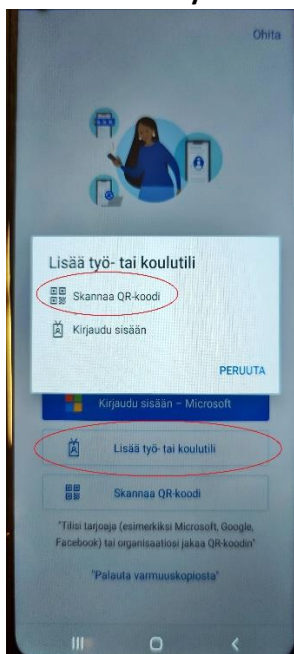 Ohita
Lisää työ- tai koulutili
Skannaa QR-koodi
Kirjaudu sisään
PERUUTA
Kirjaudu sisään – Microsoft
Lisää työ- tai koulutili
Skannaa QR-koodi
"Tilisi tarjoaja (esimerkiksi Microsoft, Google,
Facebook) tai organisaatiosi jakaa QR-koodin"
"Palauta varmuuskopiosta"